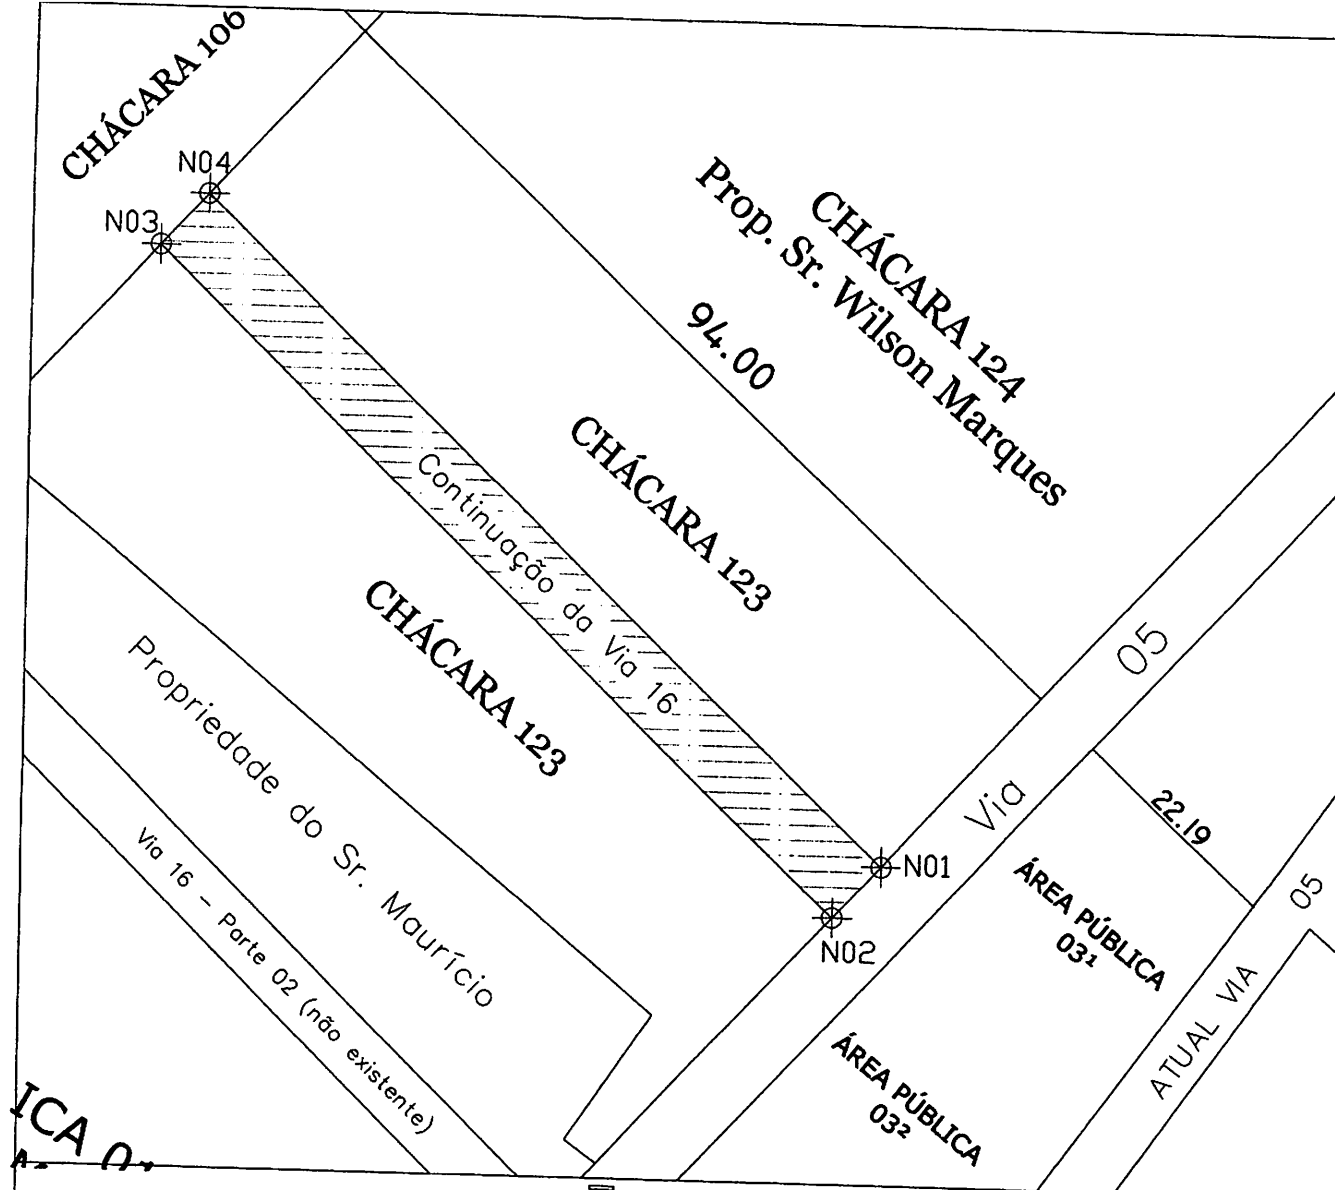 CHÁCARA 106
N04
N03
CHÁCARA 124
Prop. Sr. Wilson Marques
94.00
CHÁCARA 123
Continuação da Via 16
CHÁCARA 123
Propriedade do Sr. Maurício
Via 16 - Parte 02 (não existente)
Via 05
N01
N02
22.19
ÁREA PÚBLICA
03¹
ÁREA PÚBLICA
03²
ATUAL VIA 05
ICA